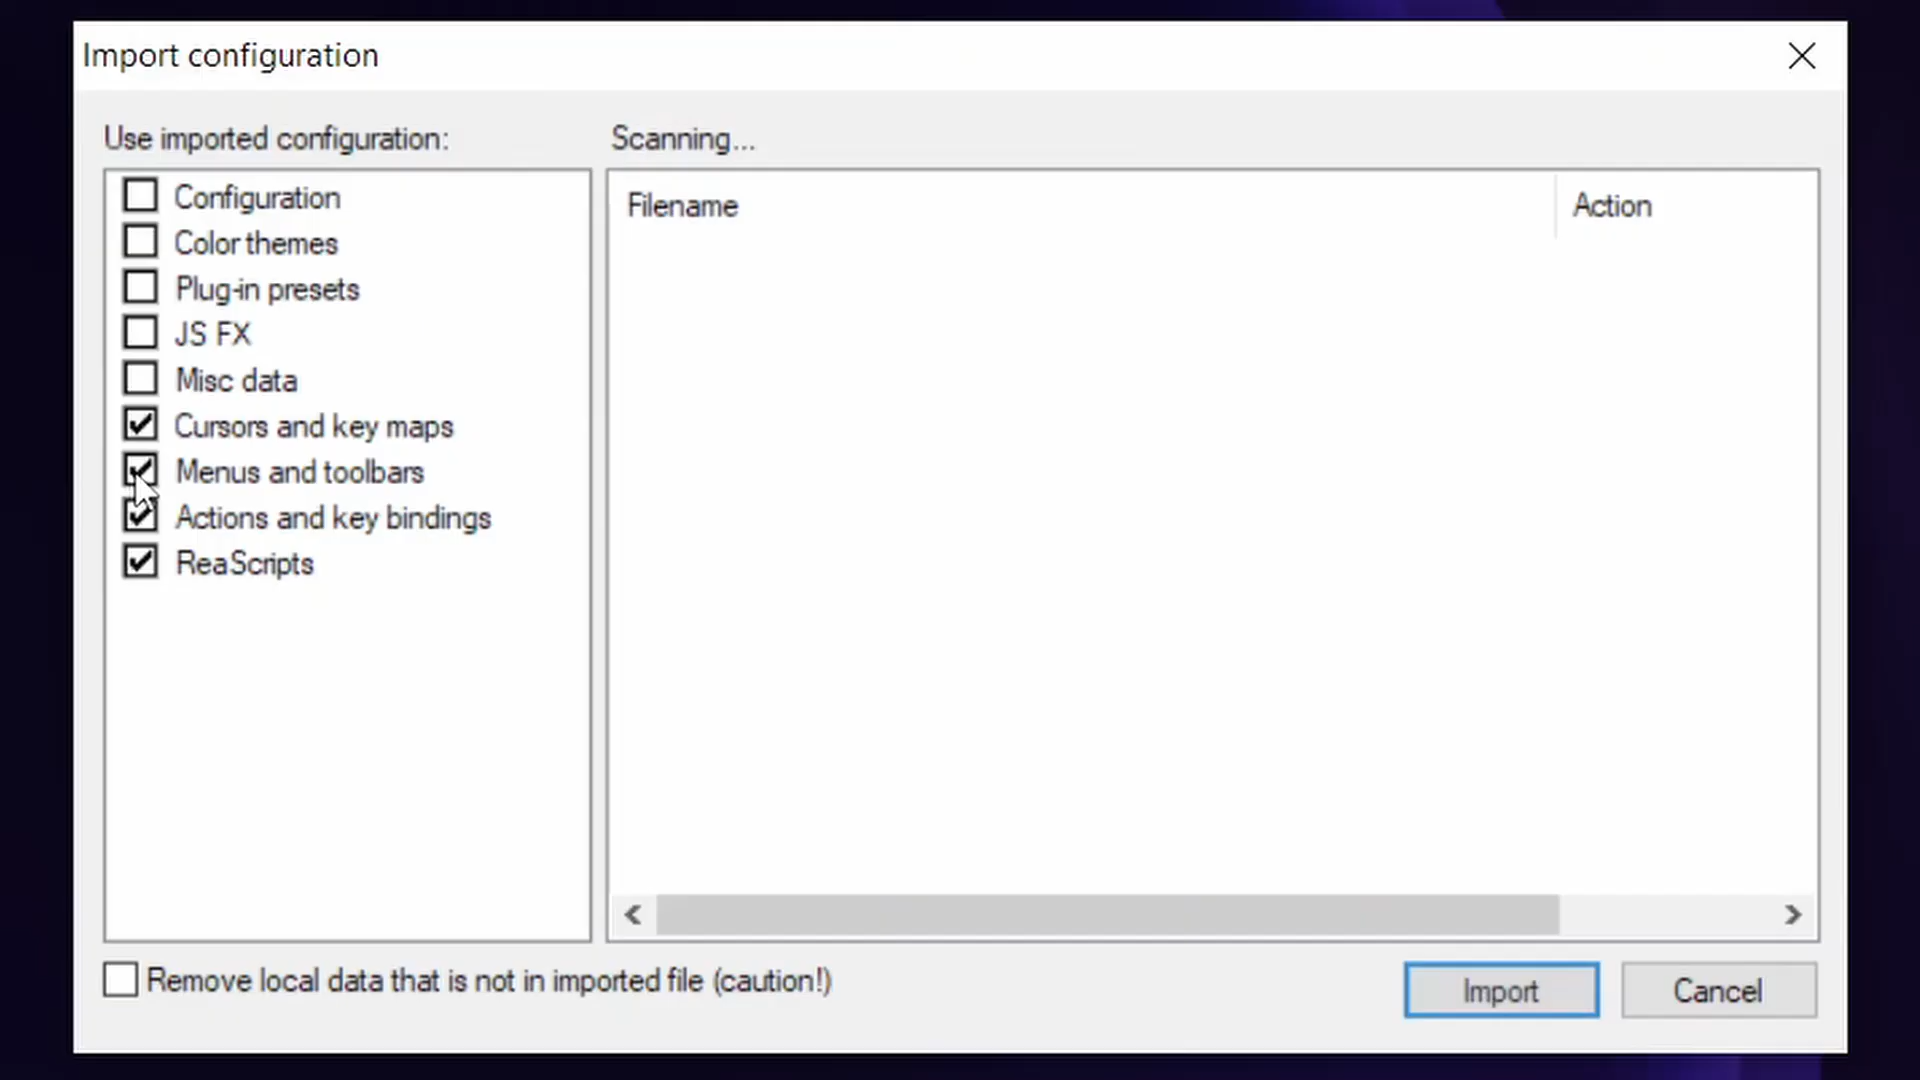 Import configuration
Use imported configuration:
Scanning...
Configuration
Color themes
Plug-in presets
JS FX
Misc data
Cursors and key maps
Menus and toolbars
Actions and key bindings
ReaScripts
Filename
Action
Remove local data that is not in imported file (caution!)
Import
Cancel